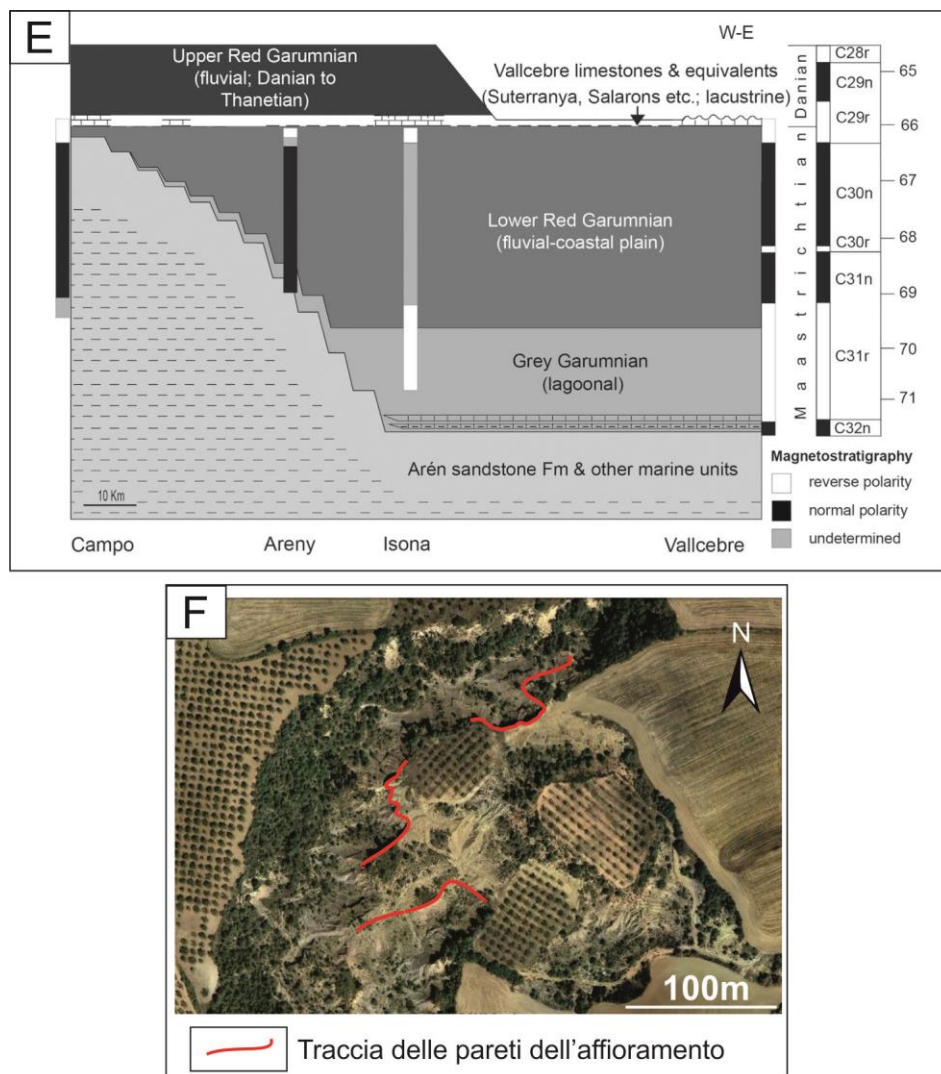 E
W-E
Upper Red Garumnian
(fluvial; Danian to
Thanetian)
Vallcebre limestones & equivalents
(Suterranya, Salarons etc.; lacustrine)
Lower Red Garumnian
(fluvial-coastal plain)
Grey Garumnian
(lagoonal)
Arén sandstone Fm & other marine units
10 Km
Campo
Areny
Isona
Vallcebre
Danian
Maastrichtian
C28r
C29n
C29r
C30n
C30r
C31n
C31r
C32n
65
66
67
68
69
70
71
Magnetostratigraphy
reverse polarity
normal polarity
undetermined
F
N
100m
Traccia delle pareti dell'affioramento